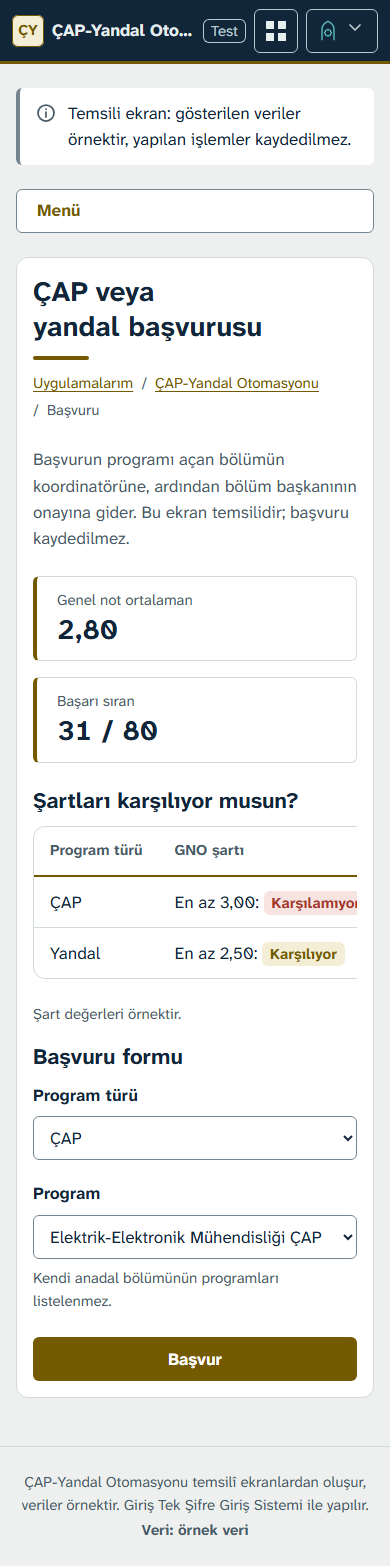 ÇY ÇAP-Yandal Oto... Test
Temsili ekran: gösterilen veriler
örnektir, yapılan işlemler kaydedilmez.
Menü
ÇAP veya
yandal başvurusu
Uygulamalarım / ÇAP-Yandal Otomasyonu
/ Başvuru
Başvurun programı açan bölümün
koordinatörüne, ardından bölüm başkanının
onayına gider. Bu ekran temsilidir; başvuru
kaydedilmez.
Genel not ortalaman
2,80
Başarı sıran
31 / 80
Şartları karşılıyor musun?
Program türü GNO şartı
ÇAP En az 3,00: Karşılamıyor
Yandal En az 2,50: Karşılıyor
Şart değerleri örnektir.
Başvuru formu
Program türü
ÇAP
Program
Elektrik-Elektronik Mühendisliği ÇAP
Kendi anadal bölümünün programları
listelenmez.
Başvur
ÇAP-Yandal Otomasyonu temsilî ekranlardan oluşur,
veriler örnektir. Giriş Tek Şifre Giriş Sistemi ile yapılır.
Veri: örnek veri